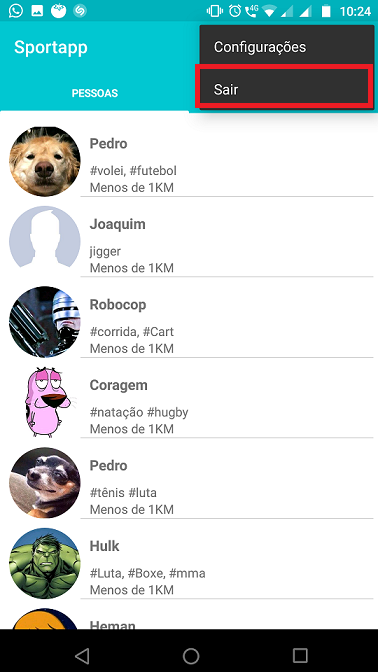 4G 10:24
Sportapp
Configurações
Sair
PESSOAS
Pedro
#volei, #futebol
Menos de 1KM
Joaquim
jigger
Menos de 1KM
Robocop
#corrida, #Cart
Menos de 1KM
Coragem
#natação #hugby
Menos de 1KM
Pedro
#tênis #luta
Menos de 1KM
Hulk
#Luta, #Boxe, #mma
Menos de 1KM
Heman